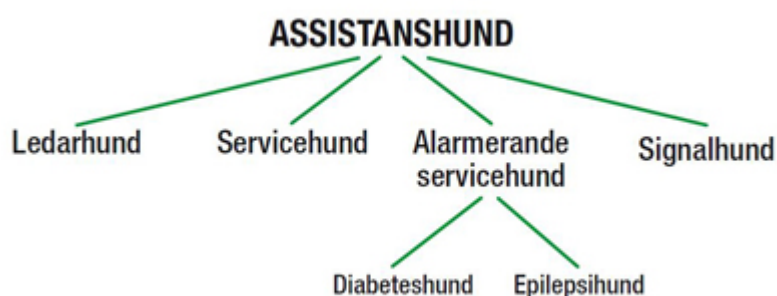 ASSISTANSHUND
Ledarhund
Servicehund
Alarmerande
servicehund
Signalhund
Diabeteshund
Epilepsihund